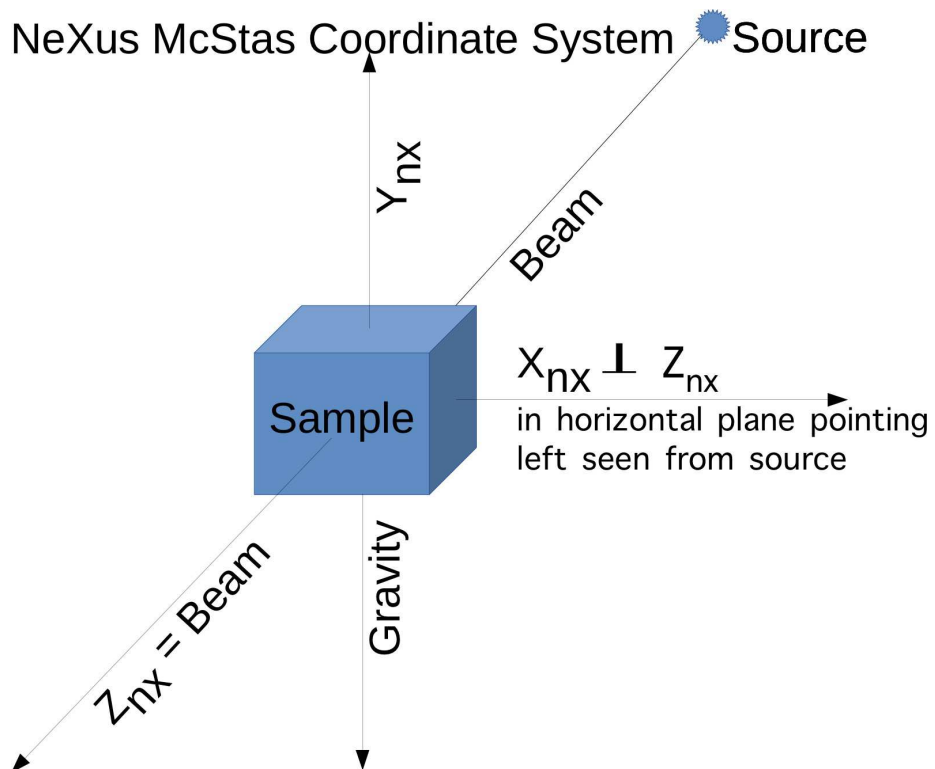 NeXus McStas Coordinate System
Source
Ynx
Beam
Xnx ⊥ Znx
in horizontal plane pointing
left seen from source
Sample
Znx = Beam
Gravity